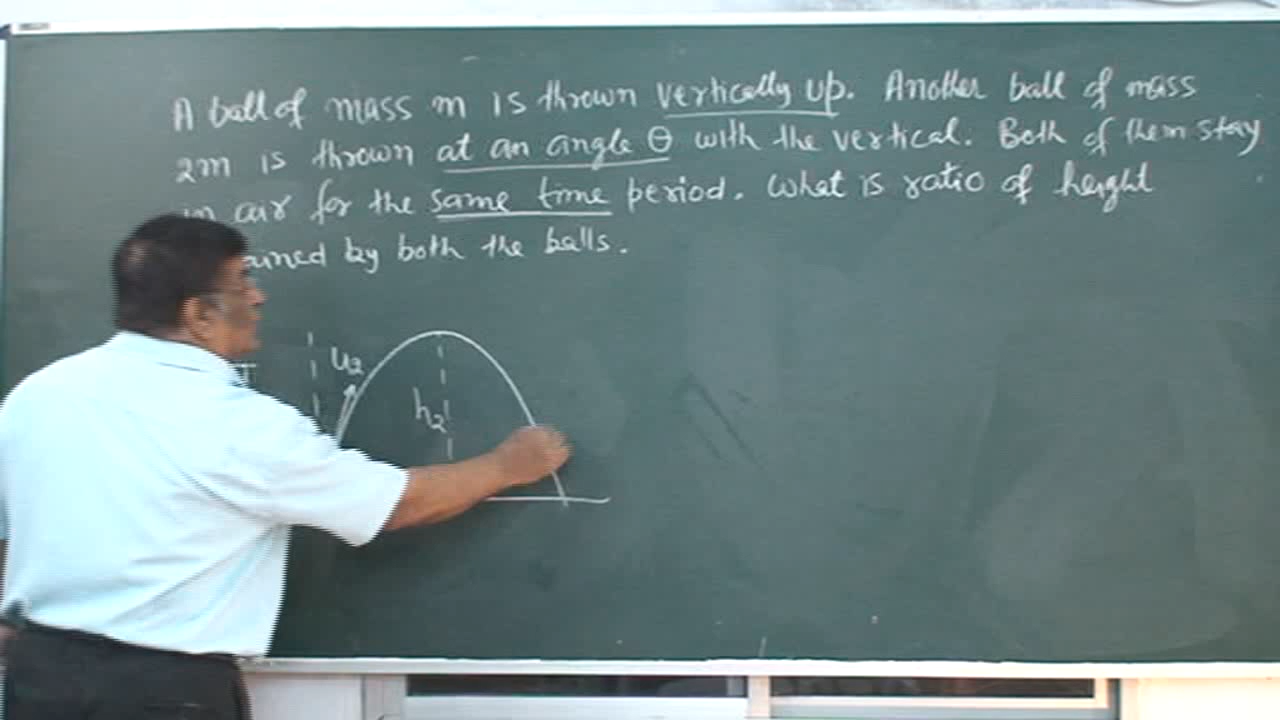 A ball of mass m is thrown vertically up. Another ball of mass
2m is thrown at an angle θ with the vertical. Both of them stay
in air for the same time period. What is ratio of height
by both the balls.
u2
h2